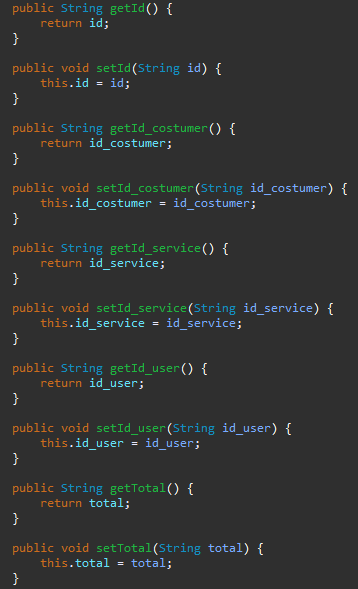 public String getId() {
    return id;
}

public void setId(String id) {
    this.id = id;
}

public String getId_costumer() {
    return id_costumer;
}

public void setId_costumer(String id_costumer) {
    this.id_costumer = id_costumer;
}

public String getId_service() {
    return id_service;
}

public void setId_service(String id_service) {
    this.id_service = id_service;
}

public String getId_user() {
    return id_user;
}

public void setId_user(String id_user) {
    this.id_user = id_user;
}

public String getTotal() {
    return total;
}

public void setTotal(String total) {
    this.total = total;
}